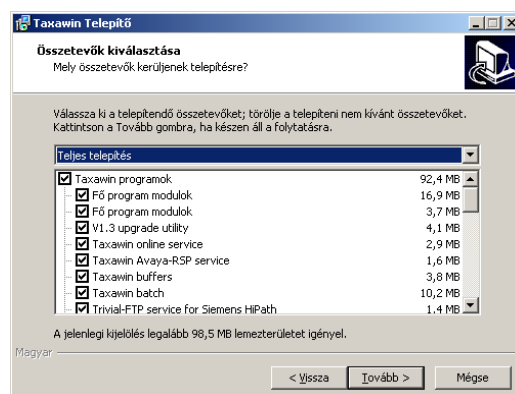 Taxawin Telepítő
Összetevők kiválasztása
Mely összetevők kerüljenek telepítésre?
Válassza ki a telepítendő összetevőket; törölje a telepíteni nem kívánt összetevőket.
Kattintson a Tovább gombra, ha készen áll a folytatásra.
Teljes telepítés
Taxawin programok 92,4 MB
Fő program modulok 16,9 MB
Fő program modulok 3,7 MB
V1.3 upgrade utility 4,1 MB
Taxawin online service 2,9 MB
Taxawin Avaya-RSP service 1,6 MB
Taxawin buffers 3,8 MB
Taxawin batch 10,2 MB
Trivial-FTP service for Siemens HiPath 1,4 MB
A jelenlegi kijelölés legalább 98,5 MB lemezterületet igényel.
Magyar
< Vissza Tovább > Mégse